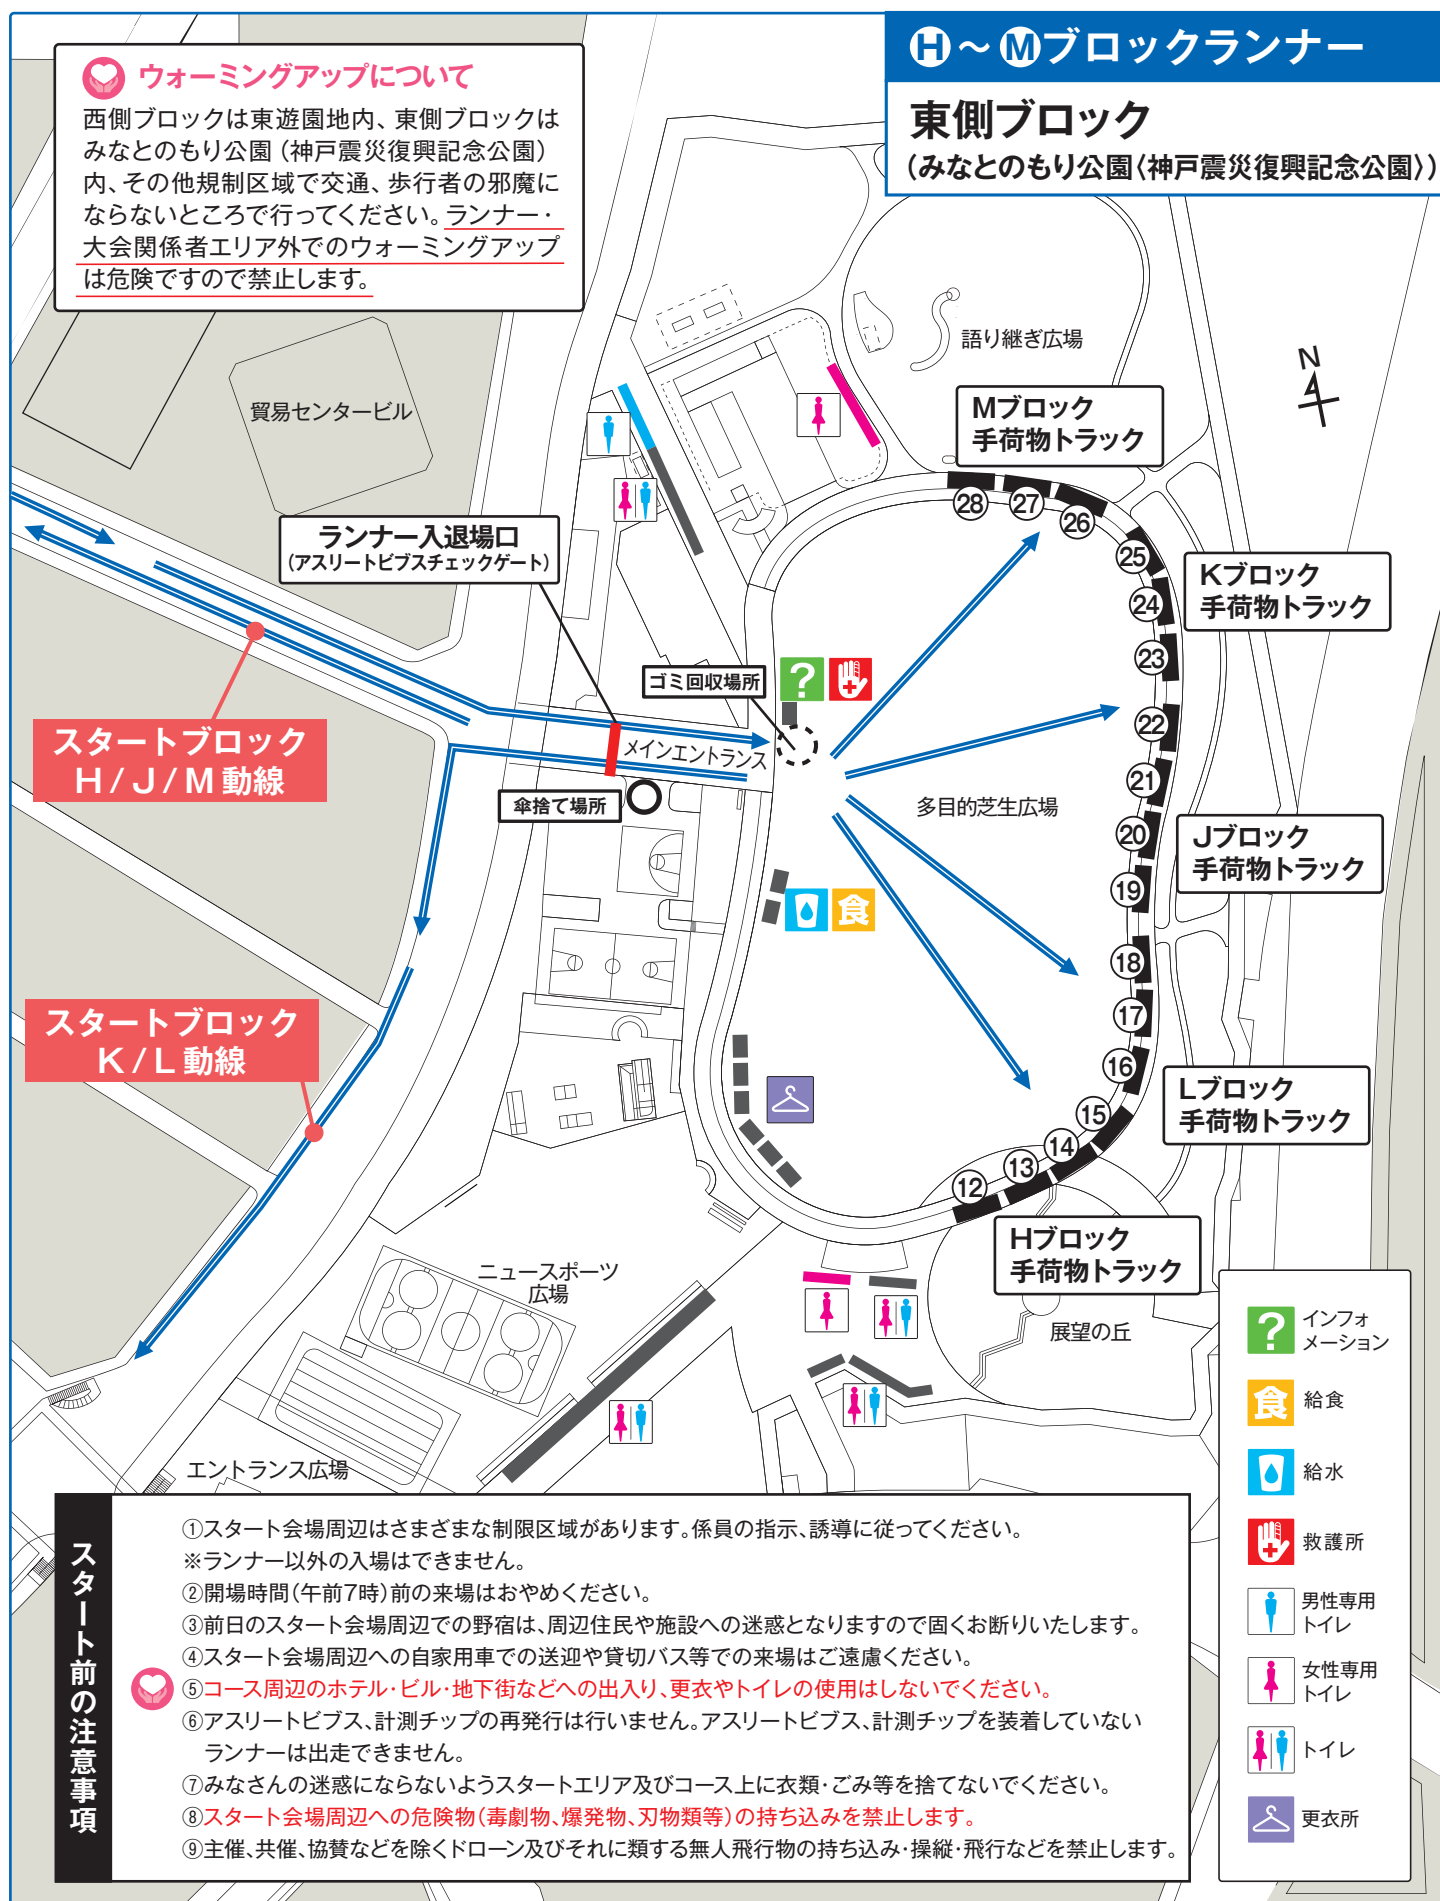 H～Mブロックランナー
東側ブロック
（みなとのもり公園〈神戸震災復興記念公園〉）
ウォーミングアップについて
西側ブロックは東遊園地内、東側ブロックは
みなとのもり公園（神戸震災復興記念公園）
内、その他規制区域で交通、歩行者の邪魔に
ならないところで行ってください。ランナー・
大会関係者エリア外でのウォーミングアップ
は危険ですので禁止します。
語り継ぎ広場
N
貿易センタービル
Mブロック
手荷物トラック
28
27
26
25
24
23
22
21
20
19
18
17
16
15
14
13
12
ランナー入退場口
（アスリートビブスチェックゲート）
Kブロック
手荷物トラック
ゴミ回収場所
?
スタートブロック
H/J/M動線
メインエントランス
傘捨て場所
多目的芝生広場
Jブロック
手荷物トラック
食
スタートブロック
K/L動線
Lブロック
手荷物トラック
Hブロック
手荷物トラック
ニュースポーツ
広場
展望の丘
エントランス広場
?
インフォ
メーション
食
給食
給水
救護所
男性専用
トイレ
女性専用
トイレ
トイレ
更衣所
スタート前の注意事項
①スタート会場周辺はさまざまな制限区域があります。係員の指示、誘導に従ってください。
※ランナー以外の入場はできません。
②開場時間（午前7時）前の来場はおやめください。
③前日のスタート会場周辺での野宿は、周辺住民や施設への迷惑となりますので固くお断りいたします。
④スタート会場周辺への自家用車での送迎や貸切バス等での来場はご遠慮ください。
⑤コース周辺のホテル・ビル・地下街などへの出入り、更衣やトイレの使用はしないでください。
⑥アスリートビブス、計測チップの再発行は行いません。アスリートビブス、計測チップを装着していない
ランナーは出走できません。
⑦みなさんの迷惑にならないようスタートエリア及びコース上に衣類・ごみ等を捨てないでください。
⑧スタート会場周辺への危険物（毒劇物、爆発物、刃物類等）の持ち込みを禁止します。
⑨主催、共催、協賛などを除くドローン及びそれに類する無人飛行物の持ち込み・操縦・飛行などを禁止します。